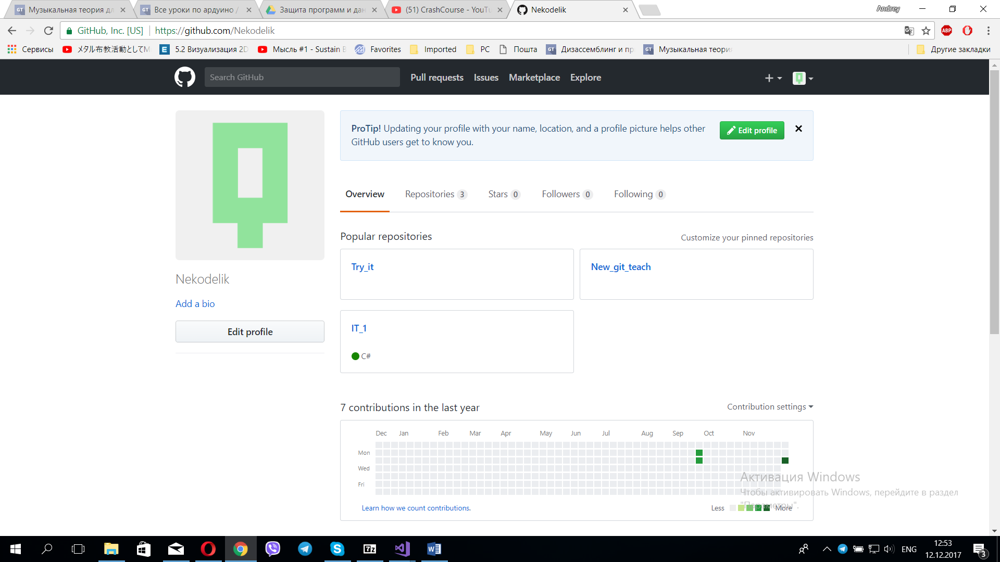 Музыкальная теория дл
Все уроки по ардуино /
Защита программ и дан
(51) CrashCourse - YouTu
Nekodelik
Andrey
GitHub, Inc. [US]
https://github.com/Nekodelik
ABP
Сервисы
メタル布教活動としてM
5.2 Визуализация 2D
Мысль #1 - Sustain B
Favorites
Imported
PC
Пошта
GT
Дизассемблинг и пр
GT
Музыкальная теория
Другие закладки
Search GitHub
Pull requests
Issues
Marketplace
Explore
ProTip! Updating your profile with your name, location, and a profile picture helps other
GitHub users get to know you.
Edit profile
Overview
Repositories 3
Stars 0
Followers 0
Following 0
Popular repositories
Customize your pinned repositories
Try_it
New_git_teach
Nekodelik
Add a bio
Edit profile
IT_1
C#
7 contributions in the last year
Contribution settings
Dec Jan Feb Mar Apr May Jun Jul Aug Sep Oct Nov
Mon
Wed
Fri
Learn how we count contributions.
Less
More
Активация Windows
Чтобы активировать Windows, перейдите в раздел
"Параметры".
ENG
12:53
12.12.2017
3